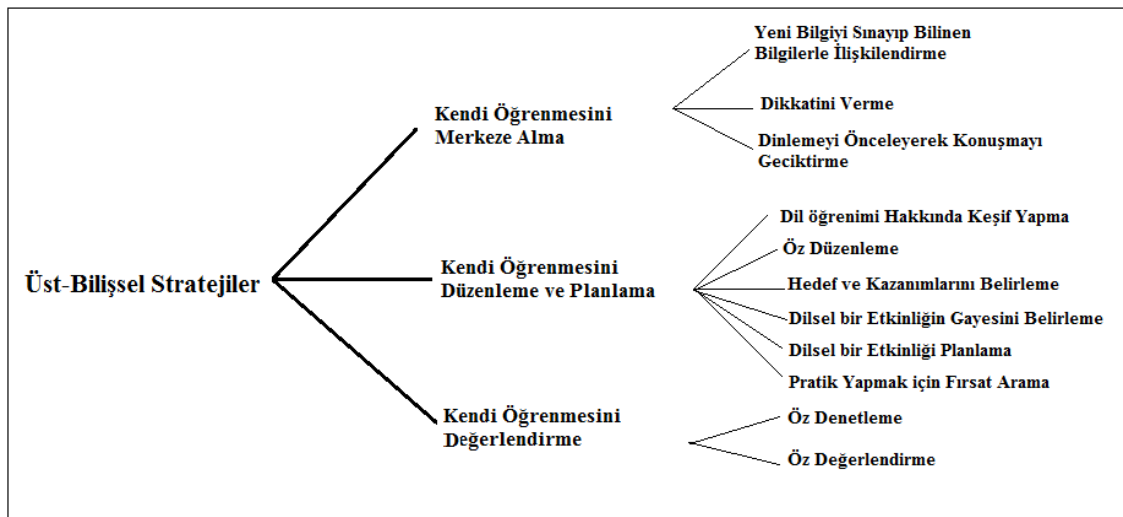 Üst-Bilişsel Stratejiler
Kendi Öğrenmesini
Merkeze Alma
Yeni Bilgiyi Sınayıp Bilinen
Bilgilerle İlişkilendirme
Dikkatini Verme
Dinlemeyi Önceleyerek Konuşmayı
Geciktirme
Kendi Öğrenmesini
Düzenleme ve Planlama
Dil öğrenimi Hakkında Keşif Yapma
Öz Düzenleme
Hedef ve Kazanımlarını Belirleme
Dilsel bir Etkinliğin Gayesini Belirleme
Dilsel bir Etkinliği Planlama
Pratik Yapmak için Fırsat Arama
Kendi Öğrenmesini
Değerlendirme
Öz Denetleme
Öz Değerlendirme